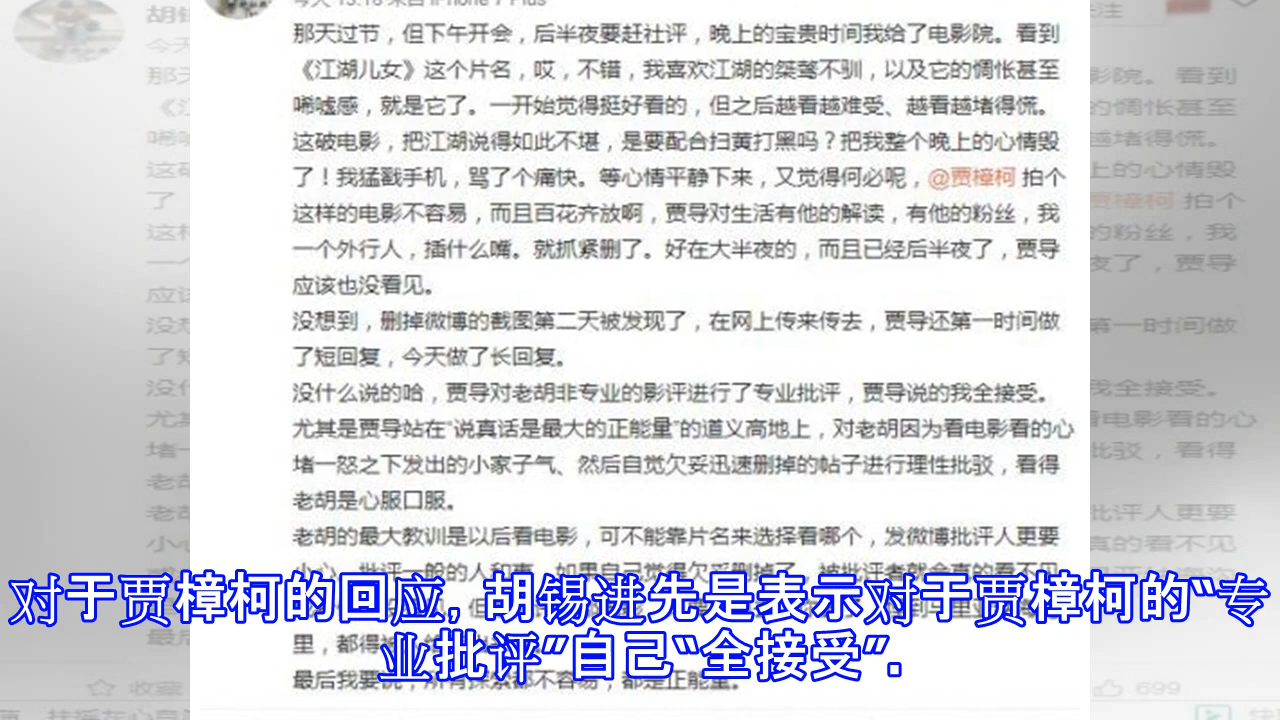 今天 13:18 来自 iPhone 7 Plus
那天过节，但下午开会，后半夜要赶社评，晚上的宝贵时间我给了电影院。看到
《江湖儿女》这个片名，哎，不错，我喜欢江湖的桀骜不驯，以及它的惆怅甚至
唏嘘感，就是它了。一开始觉得挺好看的，但之后越看越难受、越看越堵得慌。
这破电影，把江湖说得如此不堪，是要配合扫黄打黑吗？把我整个晚上的心情毁
了！我猛戳手机，骂了个痛快。等心情平静下来，又觉得何必呢，@贾樟柯 拍个
这样的电影不容易，而且百花齐放啊，贾导对生活有他的解读，有他的粉丝，我
一个外行人，插什么嘴。就抓紧删了。好在大半夜的，而且已经后半夜了，贾导
应该也没看见。
没想到，删掉微博的截图第二天被发现了，在网上传来传去，贾导还第一时间做
了短回复，今天做了长回复。
没什么说的哈，贾导对老胡非专业的影评进行了专业批评，贾导说的我全接受。
尤其是贾导站在“说真话是最大的正能量”的道义高地上，对老胡因为看电影看的心
堵一怒之下发出的小家子气、然后自觉欠妥迅速删掉的帖子进行理性批驳，看得
老胡是心服口服。
老胡的最大教训是以后看电影，可不能靠片名来选择看哪个，发微博批评人更要
对于贾樟柯的回应, 胡锡进先是表示对于贾樟柯的“专
业批评”自己“全接受”.
里，都得
最后我要说，所有探索都不容易，都是正能量。
收藏
699